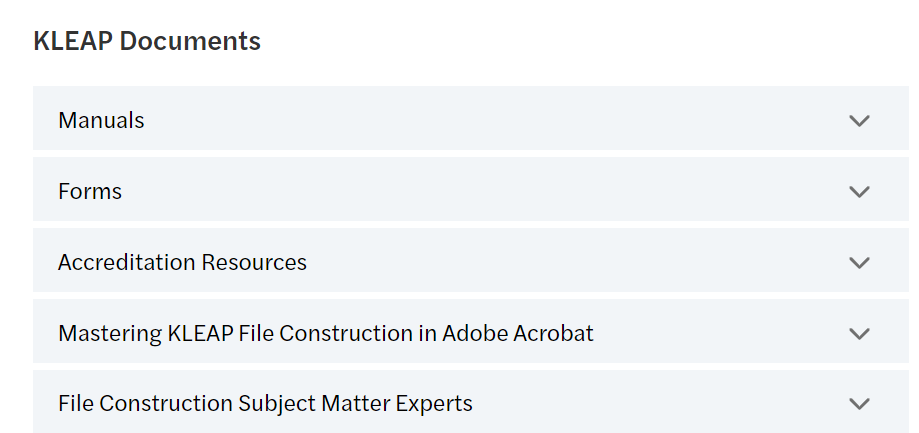 KLEAP Documents
Manuals
Forms
Accreditation Resources
Mastering KLEAP File Construction in Adobe Acrobat
File Construction Subject Matter Experts